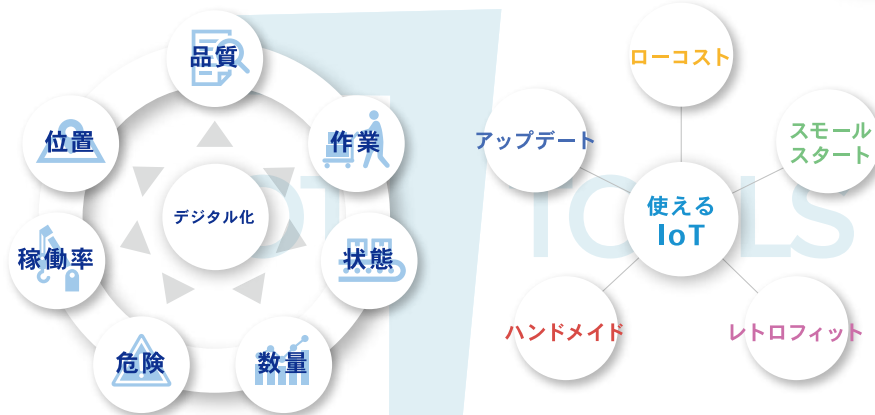 品質
作業
状態
数量
危険
稼働率
位置
デジタル化
IOT 7 TOOLS
ローコスト
スモール
スタート
レトロフィット
ハンドメイド
アップデート
使える
IoT